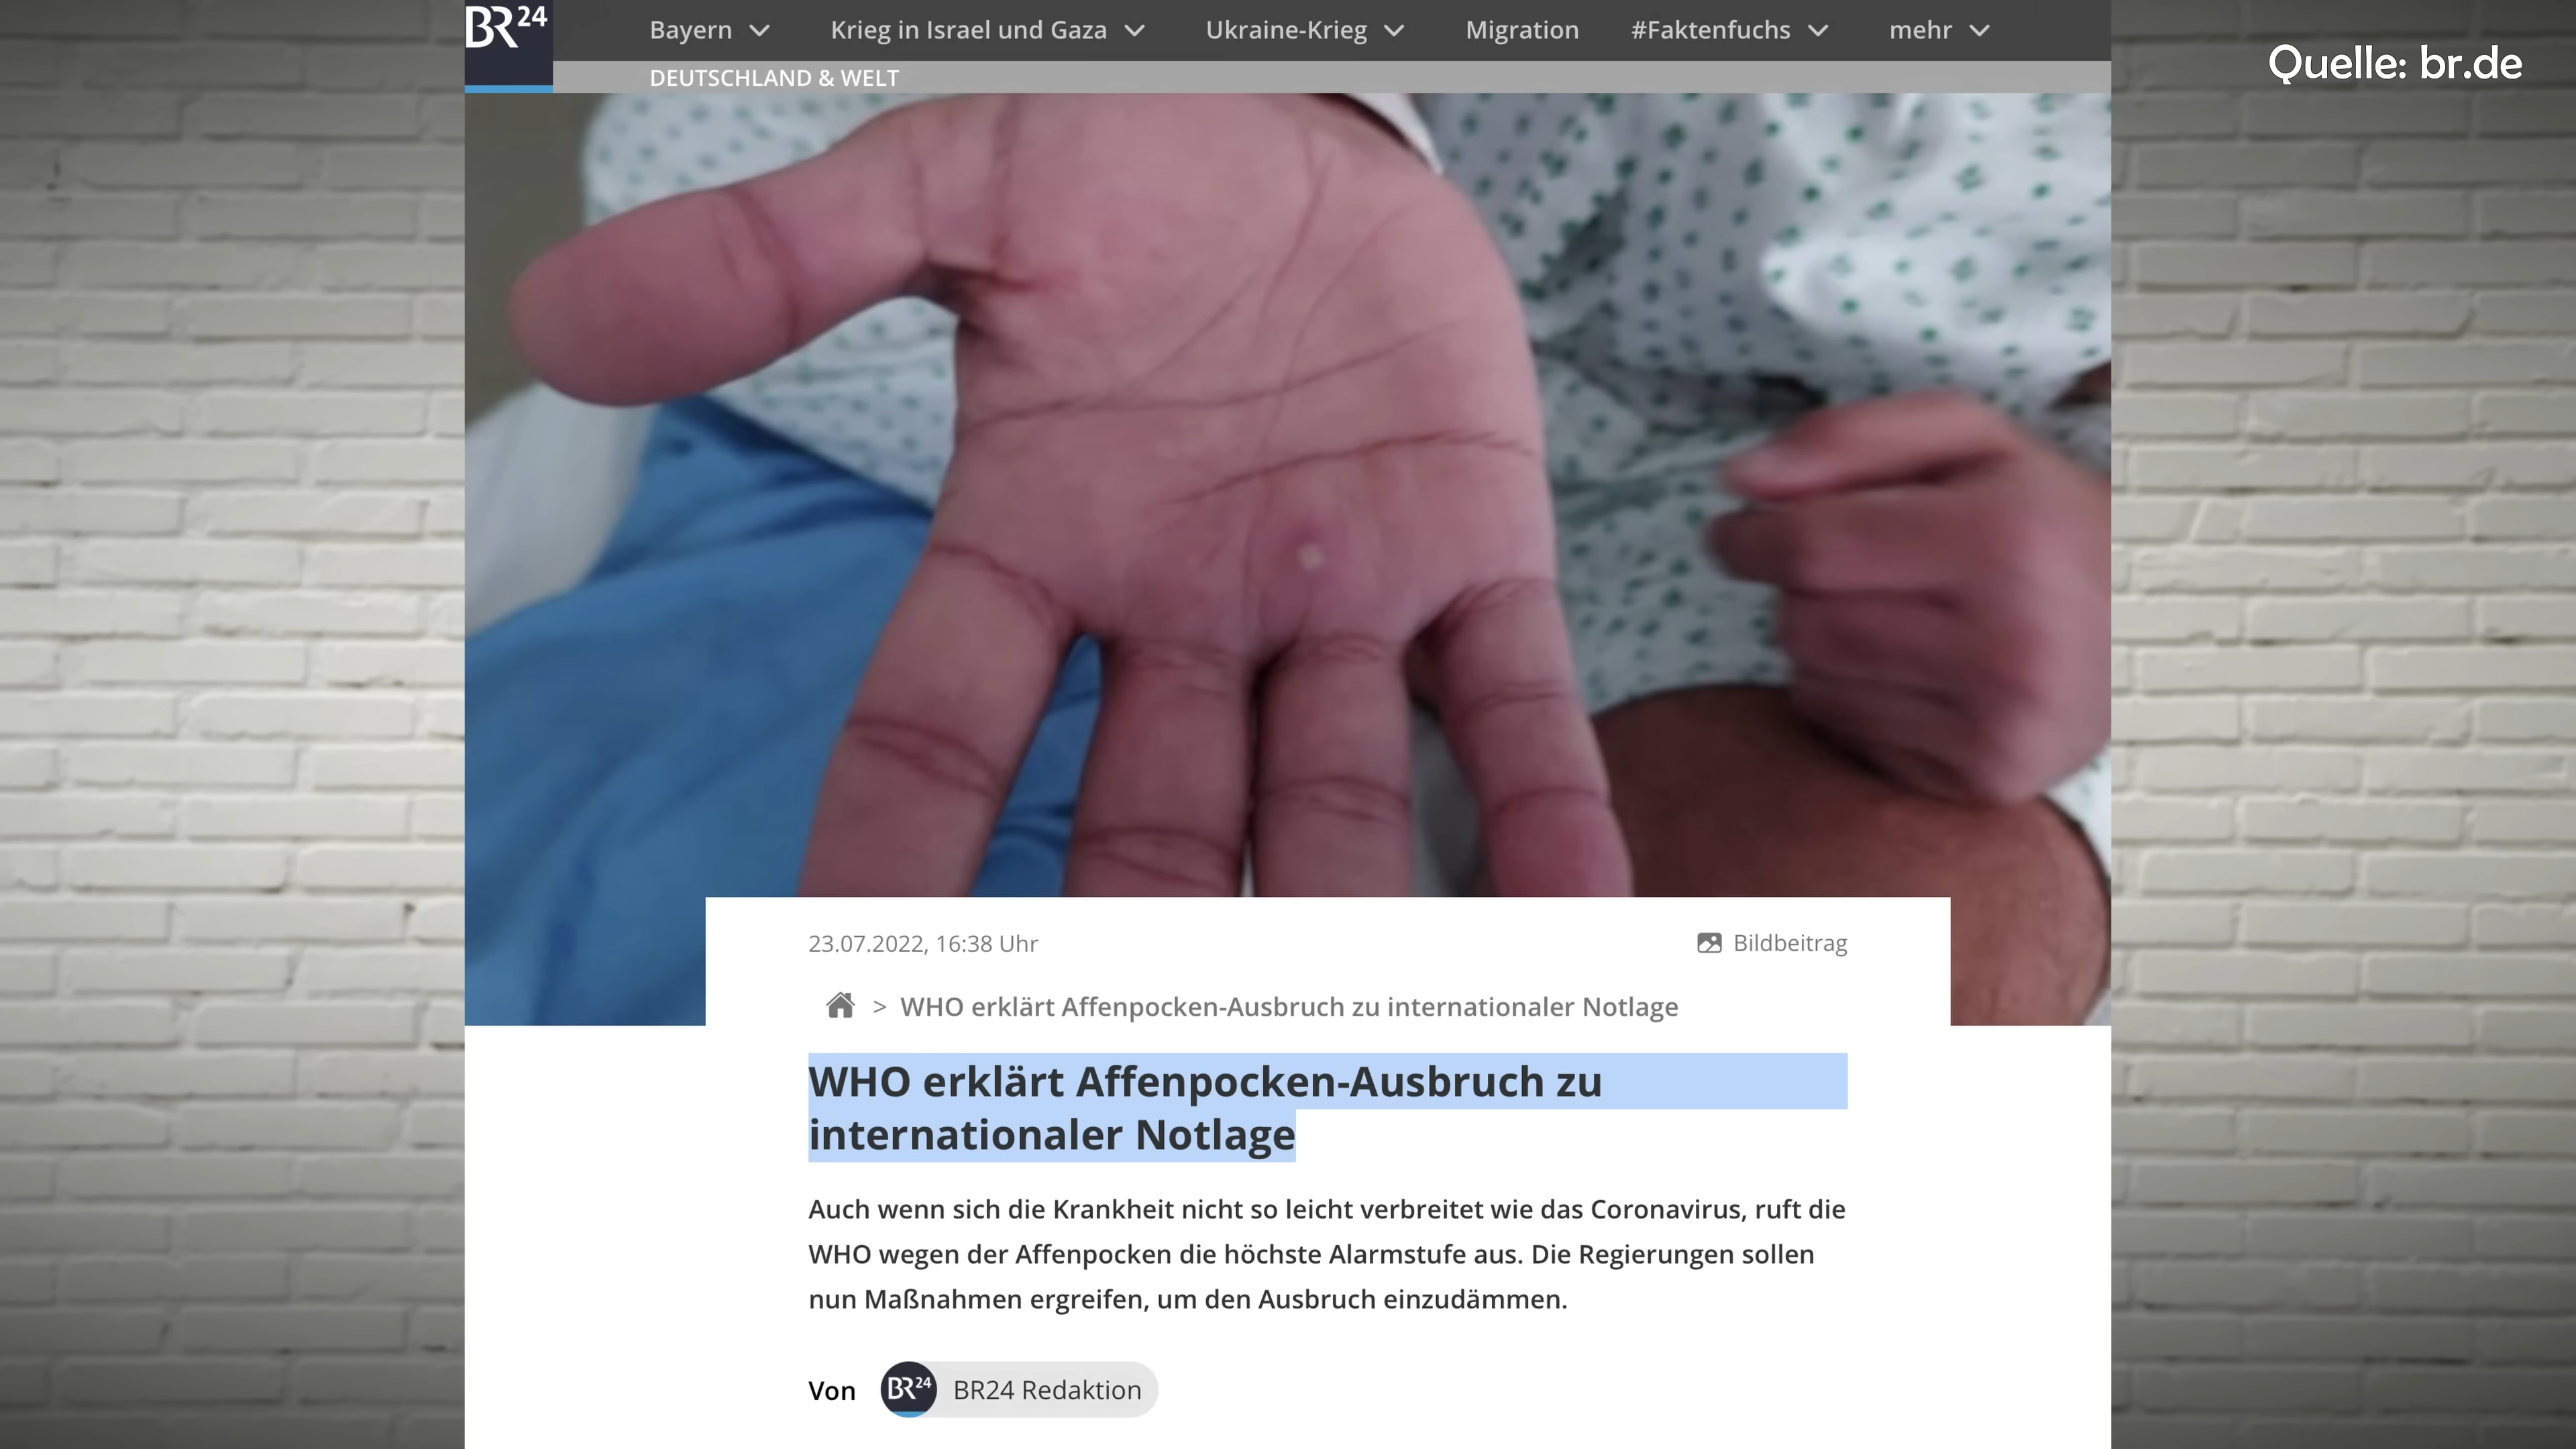 BR24
Bayern
Krieg in Israel und Gaza
Ukraine-Krieg
Migration
#Faktenfuchs
mehr
DEUTSCHLAND & WELT
Quelle: br.de
23.07.2022, 16:38 Uhr
Bildbeitrag
> WHO erklärt Affenpocken-Ausbruch zu internationaler Notlage
WHO erklärt Affenpocken-Ausbruch zu
internationaler Notlage
Auch wenn sich die Krankheit nicht so leicht verbreitet wie das Coronavirus, ruft die
WHO wegen der Affenpocken die höchste Alarmstufe aus. Die Regierungen sollen
nun Maßnahmen ergreifen, um den Ausbruch einzudämmen.
Von BR24 BR24 Redaktion